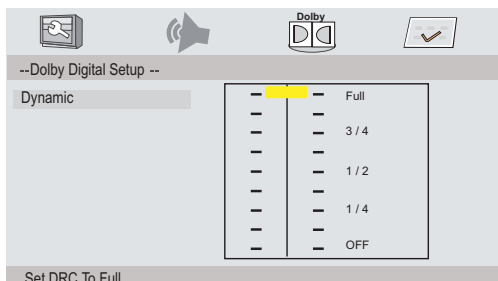 Dolby
--Dolby Digital Setup --
Dynamic
Full
3 / 4
1 / 2
1 / 4
OFF
Set DRC To Full